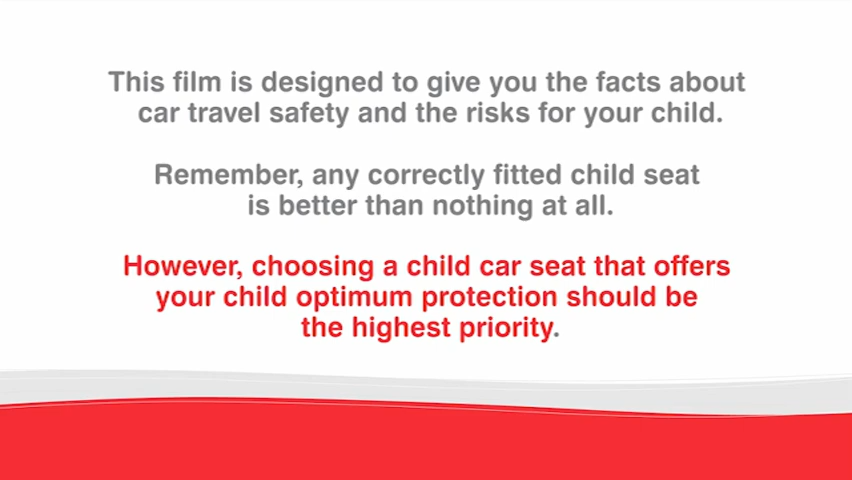 This film is designed to give you the facts about
car travel safety and the risks for your child.
Remember, any correctly fitted child seat
is better than nothing at all.
However, choosing a child car seat that offers
your child optimum protection should be
the highest priority.